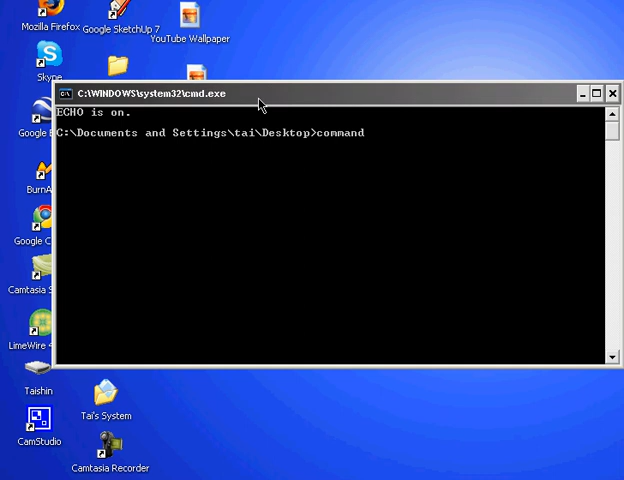 Mozilla Firefox
Google SketchUp 7
YouTube Wallpaper
Skype
C:\WINDOWS\system32\cmd.exe
ECHO is on.
C:\Documents and Settings\tai\Desktop>command
Google
BurnA
Google C
Camtasia
LimeWire
Taishin
Tai's System
CamStudio
Camtasia Recorder